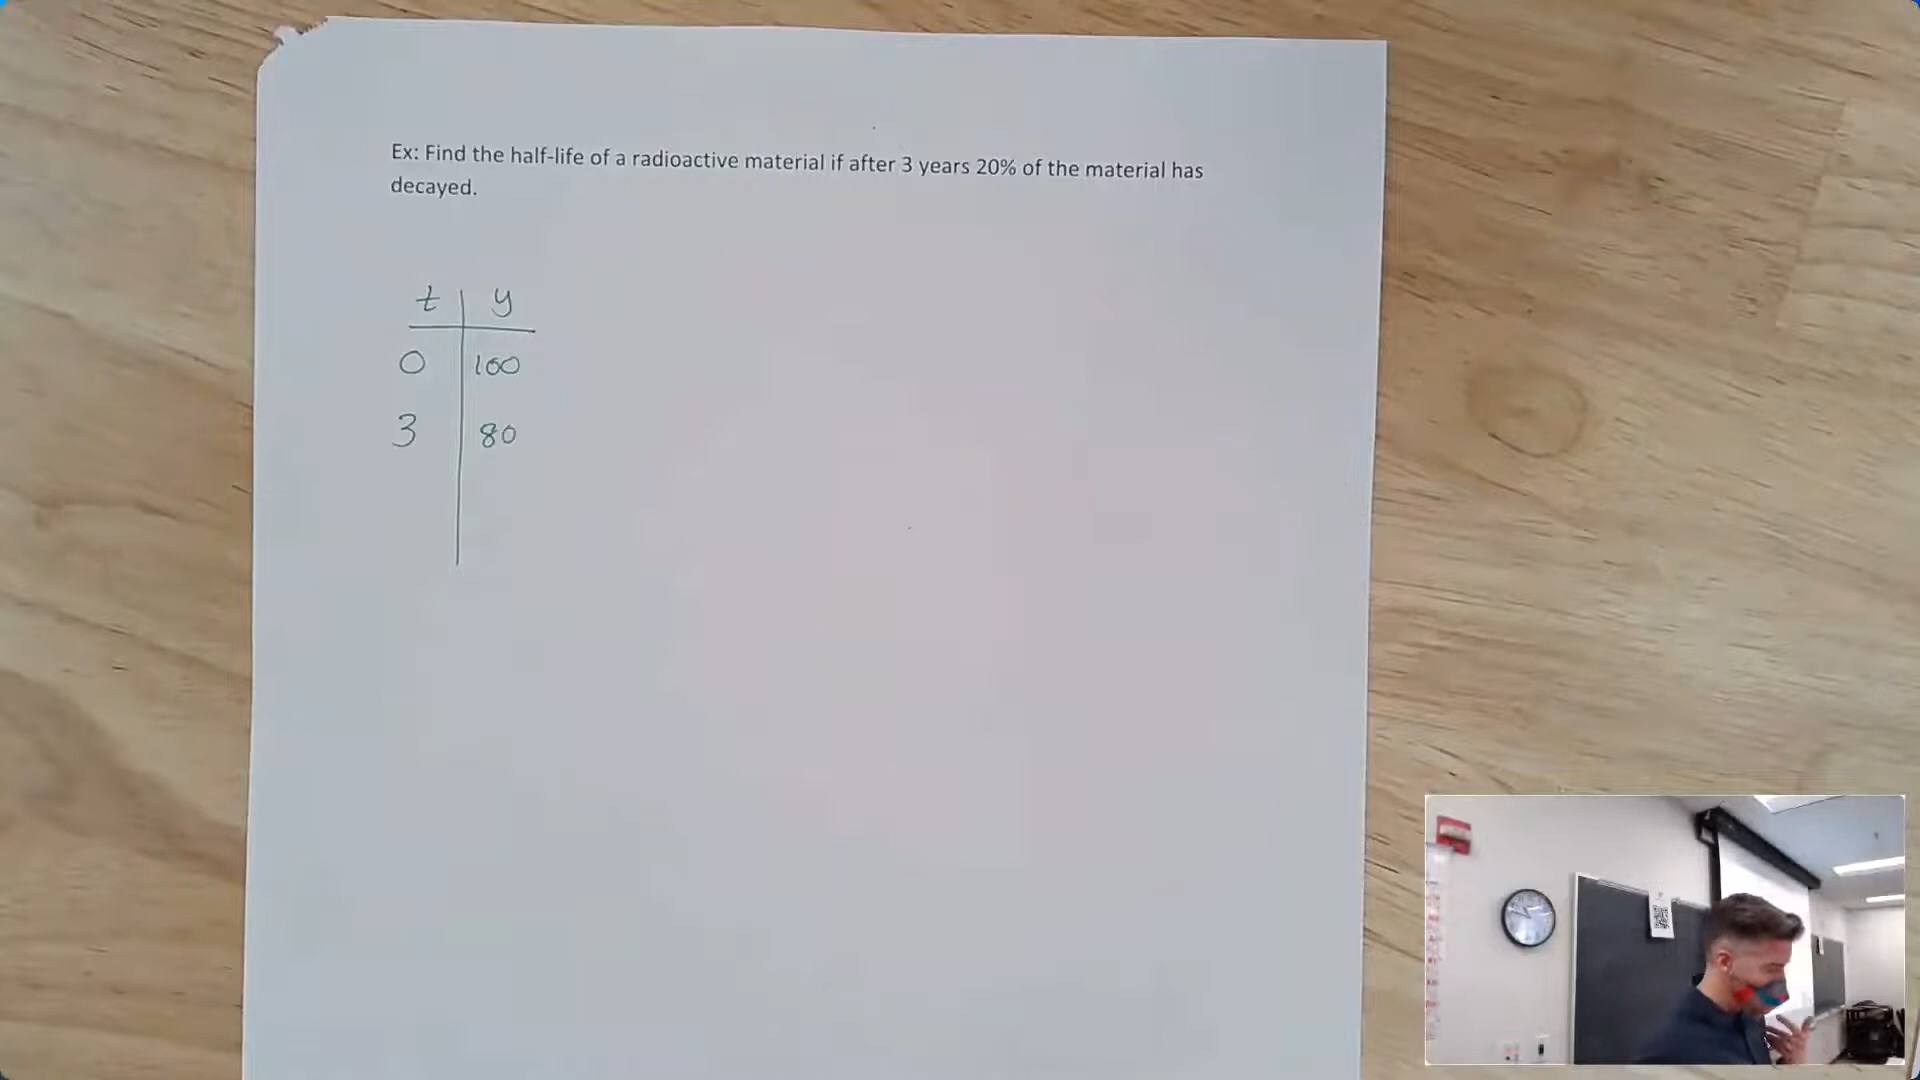 Ex: Find the half-life of a radioactive material if after 3 years 20% of the material has
decayed.
t y
0 100
3 80